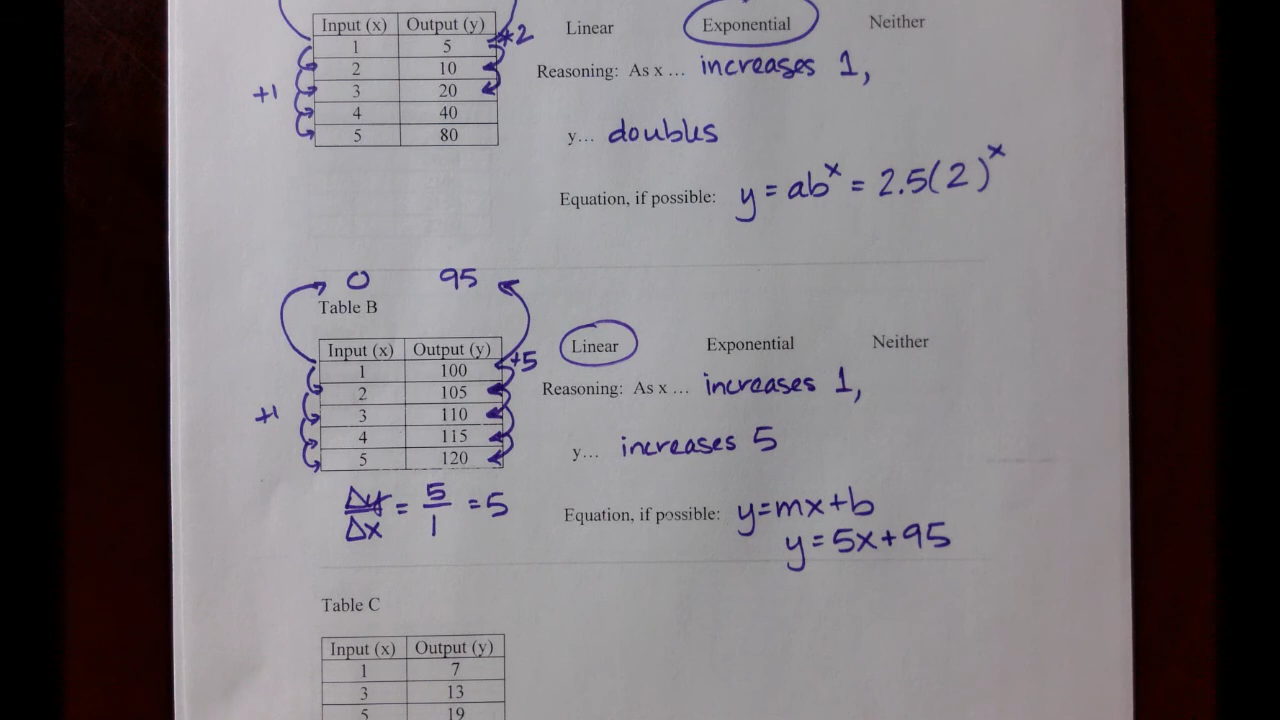 Input (x) Output (y)
1 5 *2
2 10
3 20
4 40
5 80
+1
Linear Exponential Neither
Reasoning: As x ... increases 1,
y... doubles
Equation, if possible: y = ab^x = 2.5(2)^x
0 95
Table B
Input (x) Output (y)
1 100 +5
2 105
3 110
4 115
5 120
+1
Δy/Δx = 5/1 = 5
Linear Exponential Neither
Reasoning: As x ... increases 1,
y... increases 5
Equation, if possible: y=mx+b
y=5x+95
Table C
Input (x) Output (y)
1 7
3 13
5 19